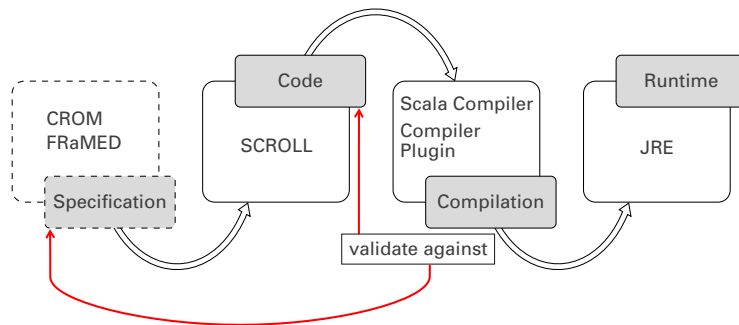 CROM
FRaMED
Specification
Code
SCROLL
Scala Compiler
Compiler
Plugin
Compilation
Runtime
JRE
validate against